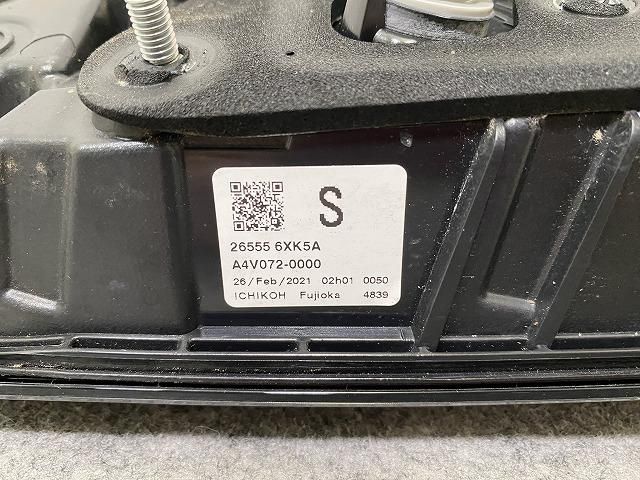 S
26555 6XK5A
A4V072-0000
26/Feb/2021 02h01 0050
ICHIKOH Fujioka 4839